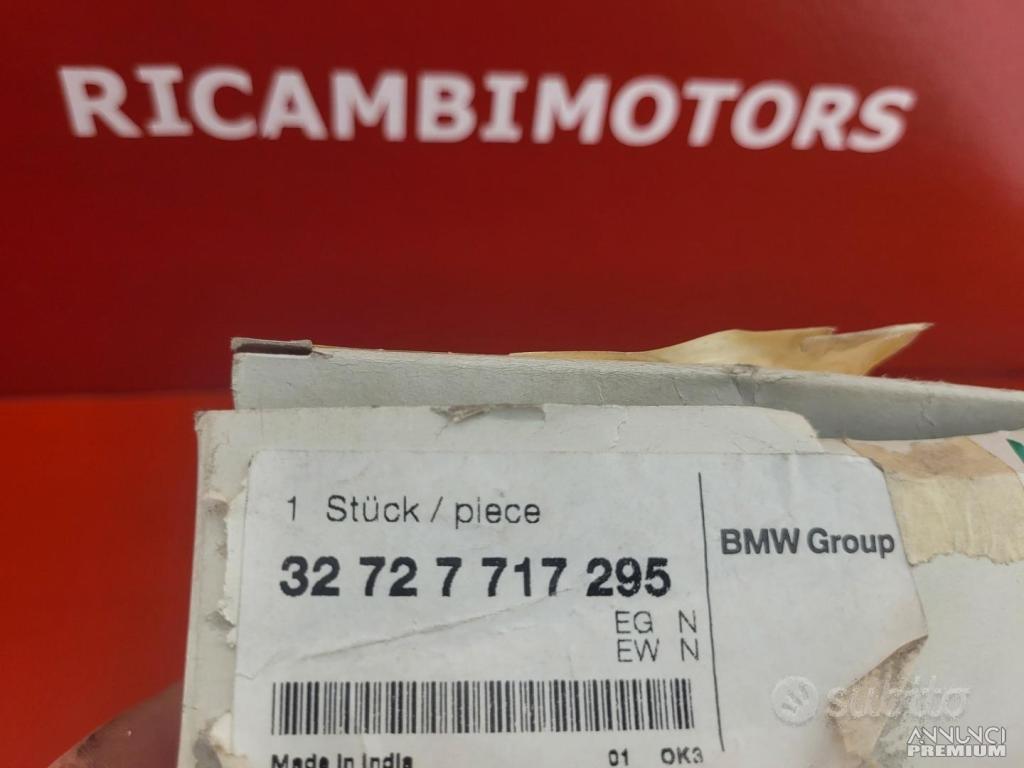 RICAMBIMOTORS
1 Stück / piece
32 72 7 717 295
BMW Group
EG N
EW N
Made in India 01 OK3
subito
ANNUNCI
PREMIUM